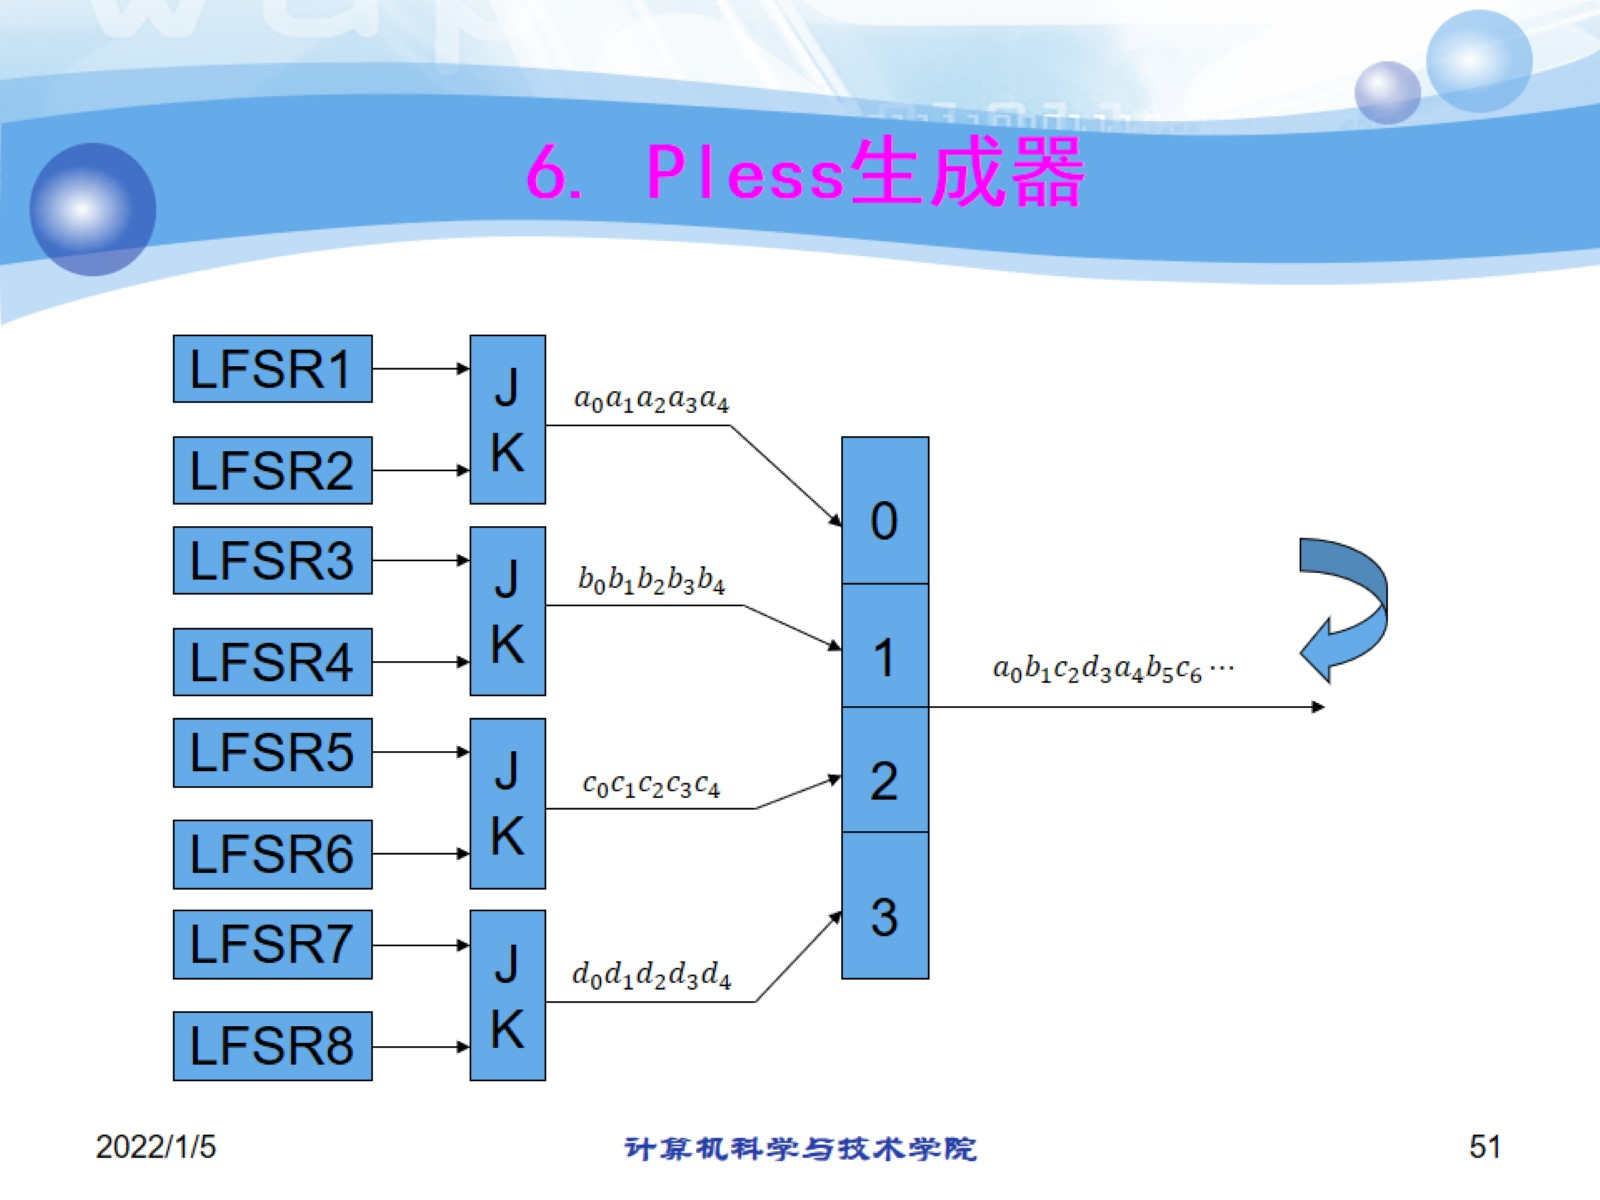 6. Pless生成器
LFSR1
LFSR2
J
K
a₀a₁a₂a₃a₄
LFSR3
LFSR4
J
K
b₀b₁b₂b₃b₄
LFSR5
LFSR6
J
K
c₀c₁c₂c₃c₄
LFSR7
LFSR8
J
K
d₀d₁d₂d₃d₄
0
1
2
3
a₀b₁c₂d₃a₄b₅c₆⋯
2022/1/5
计算机科学与技术学院
51